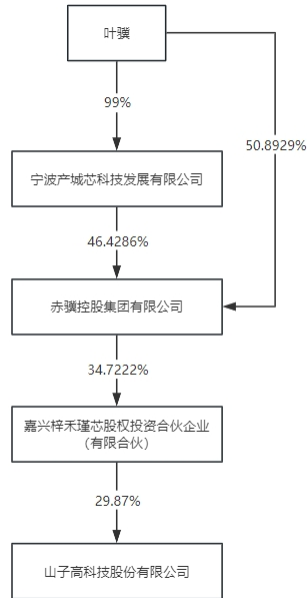 叶骥
99%
50.8929%
宁波产城芯科技发展有限公司
46.4286%
赤骥控股集团有限公司
34.7222%
嘉兴梓禾瑾芯股权投资合伙企业
（有限合伙）
29.87%
山子高科技股份有限公司